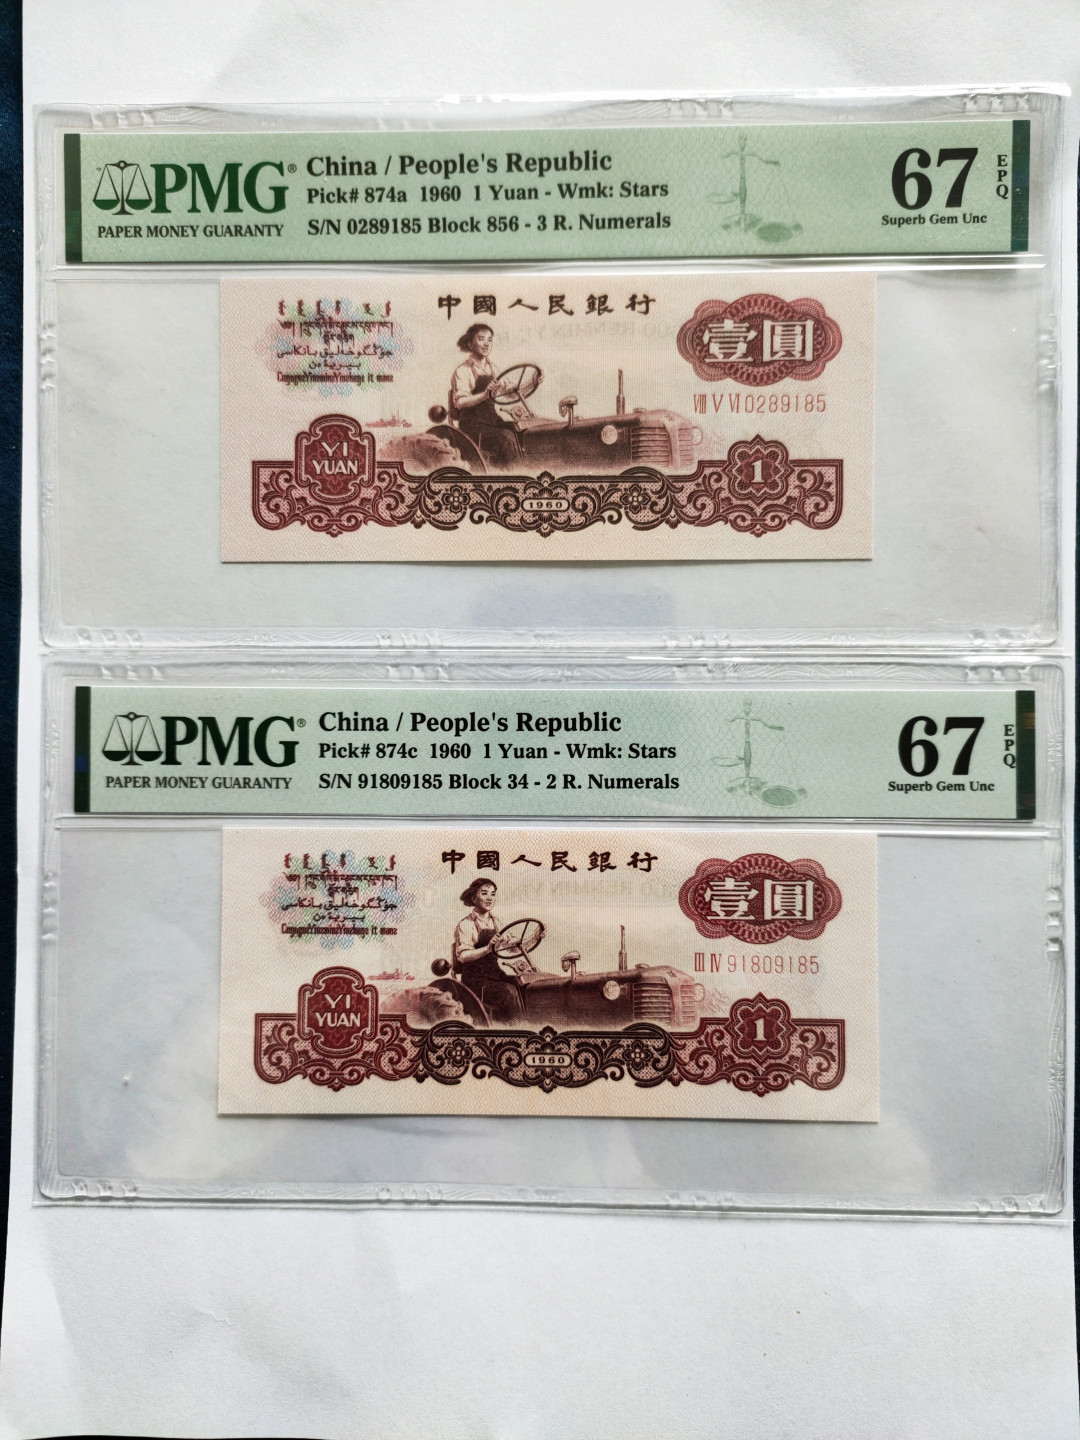 PMG®
PAPER MONEY GUARANTY
China / People's Republic
Pick# 874a 1960 1 Yuan - Wmk: Stars
S/N 0289185 Block 856 - 3 R. Numerals
67
EPQ
Superb Gem Unc
中國人民銀行
壹圓
VIII V VI 0289185
YI
YUAN
1960
1
PMG®
PAPER MONEY GUARANTY
China / People's Republic
Pick# 874c 1960 1 Yuan - Wmk: Stars
S/N 91809185 Block 34 - 2 R. Numerals
67
EPQ
Superb Gem Unc
中國人民銀行
壹圓
III IV 91809185
YI
YUAN
1960
1